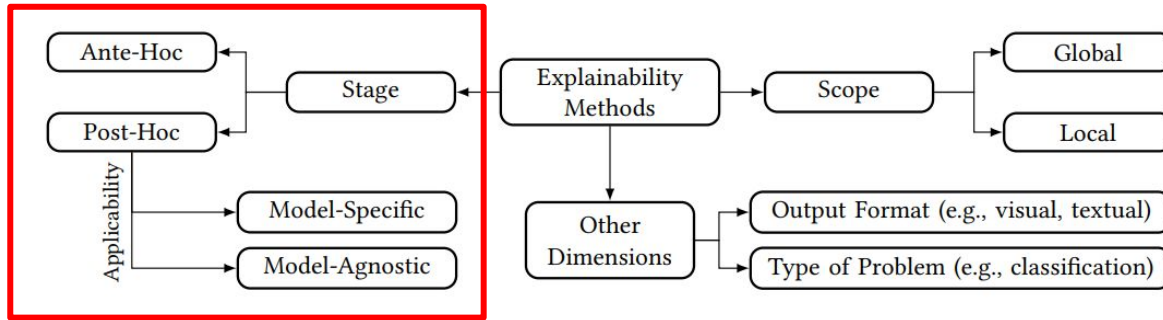 Ante-Hoc
Stage
Post-Hoc
Applicability
Model-Specific
Model-Agnostic
Explainability
Methods
Scope
Global
Local
Other
Dimensions
Output Format (e.g., visual, textual)
Type of Problem (e.g., classification)